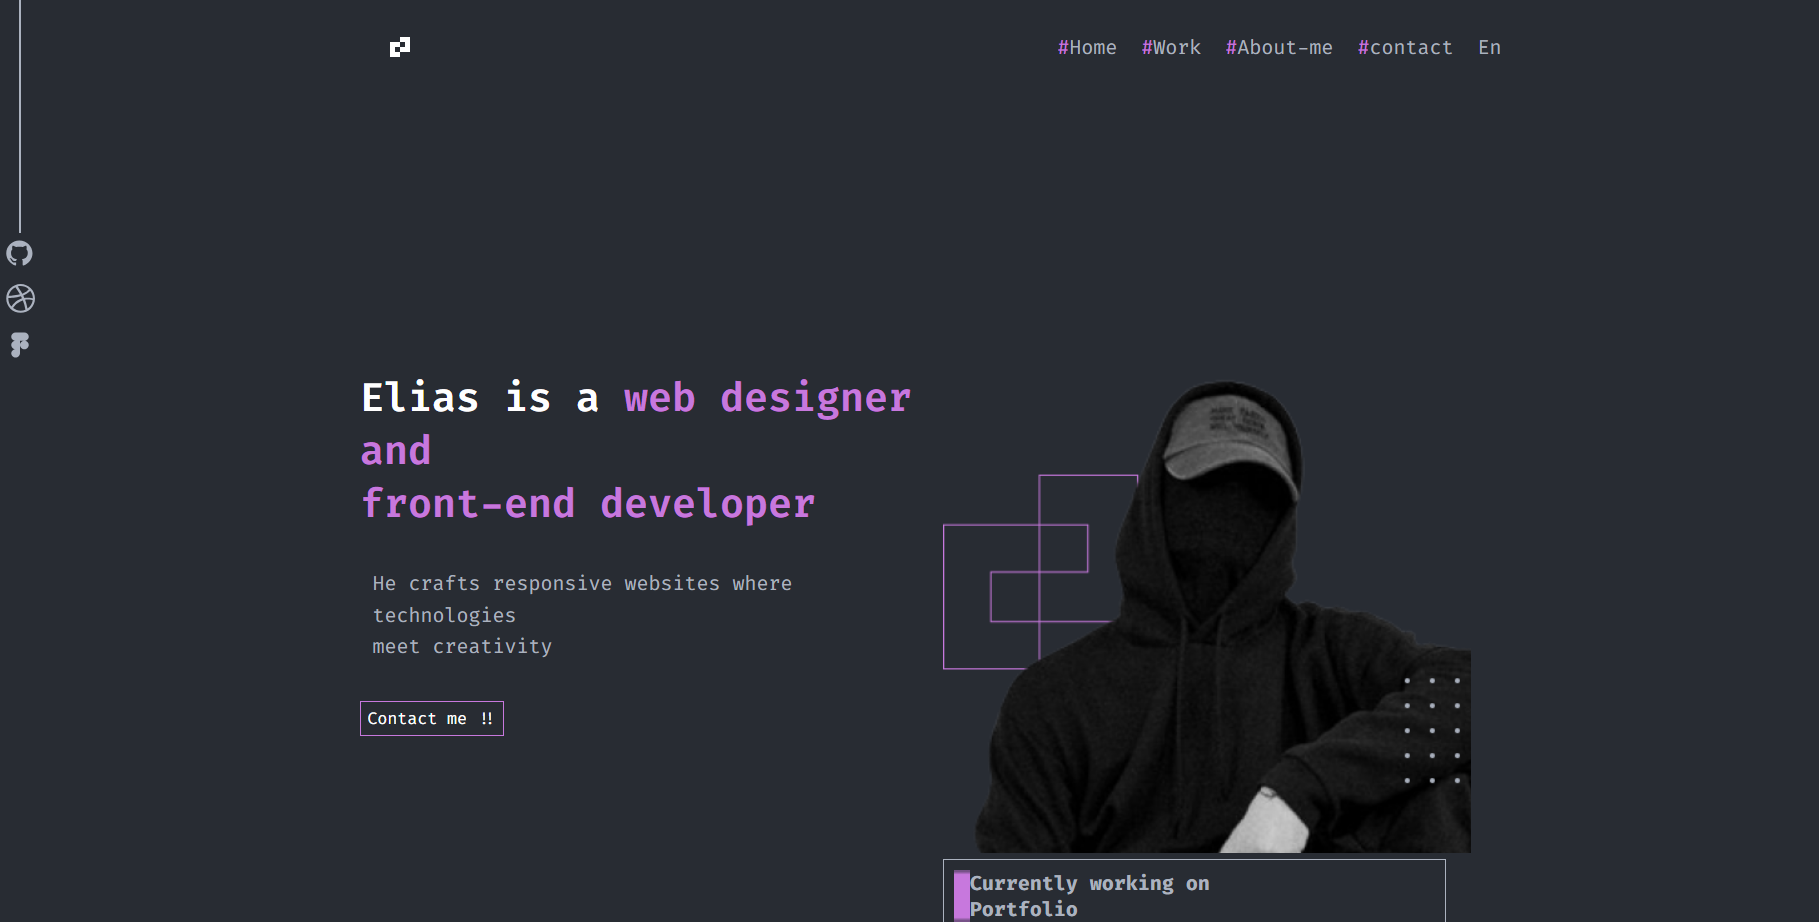 #Home #Work #About-me #contact En
Elias is a web designer
and
front-end developer
He crafts responsive websites where
technologies
meet creativity
Contact me !!
Currently working on
Portfolio